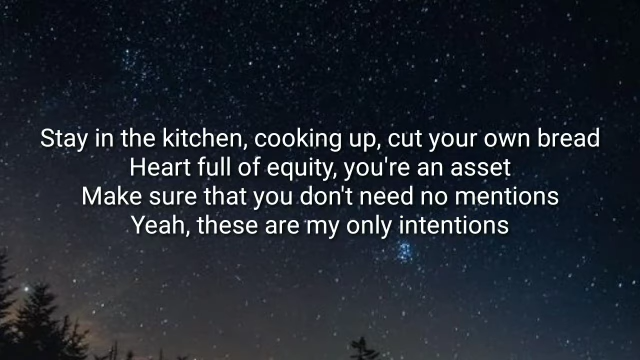 Stay in the kitchen, cooking up, cut your own bread
Heart full of equity, you're an asset
Make sure that you don't need no mentions
Yeah, these are my only intentions